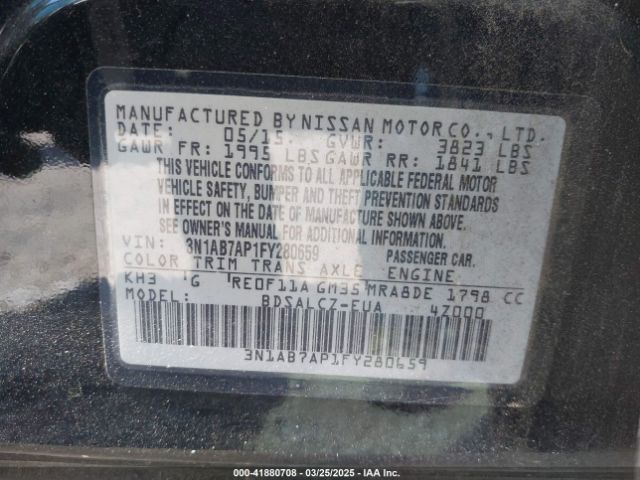 MANUFACTURED BY NISSAN MOTOR CO., LTD.
DATE: 05/15 GVWR: 3823 LBS
GAWR FR: 1995 LBS GAWR RR: 1841 LBS
THIS VEHICLE CONFORMS TO ALL APPLICABLE FEDERAL MOTOR
VEHICLE SAFETY, BUMPER AND THEFT PREVENTION STANDARDS
IN EFFECT ON THE DATE OF MANUFACTURE SHOWN ABOVE.
SEE OWNER'S MANUAL FOR ADDITIONAL INFORMATION.
VIN: 3N1AB7AP1FY280659 PASSENGER CAR.
COLOR TRIM TRANS AXLE ENGINE
KH3 G RE0F11A GM35 MRA8DE 1798 CC
MODEL: BDSALCZ-EUA 4Z000
3N1AB7AP1FY280659
000-41880708 - 03/25/2025 - IAA Inc.